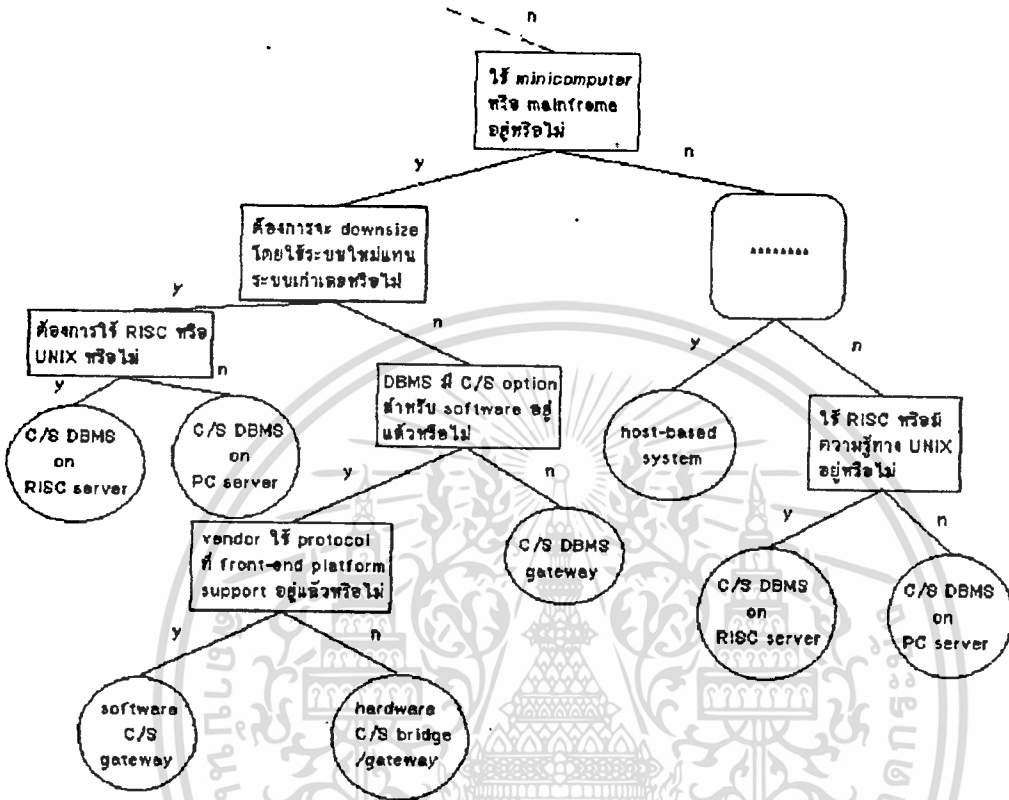 n
ใช้ minicomputer
หรือ mainframe
อยู่หรือไม่
y
n
ต้องการจะ downsize
โดยใช้ระบบใหม่แทน
ระบบเก่าเลยหรือไม่
********
y
n
ต้องการใช้ RISC หรือ
UNIX หรือไม่
y
n
DBMS มี C/S option
สำหรับ software อยู่
แล้วหรือไม่
y
n
ใช้ RISC หรือมี
ความรู้ทาง UNIX
อยู่หรือไม่
C/S DBMS
on
RISC server
C/S DBMS
on
PC server
host-based
system
y
n
y
n
vendor ใช้ protocol
ที่ front-end platform
support อยู่แล้วหรือไม่
C/S DBMS
gateway
C/S DBMS
on
RISC server
C/S DBMS
on
PC server
y
n
software
C/S
gateway
hardware
C/S bridge
/gateway